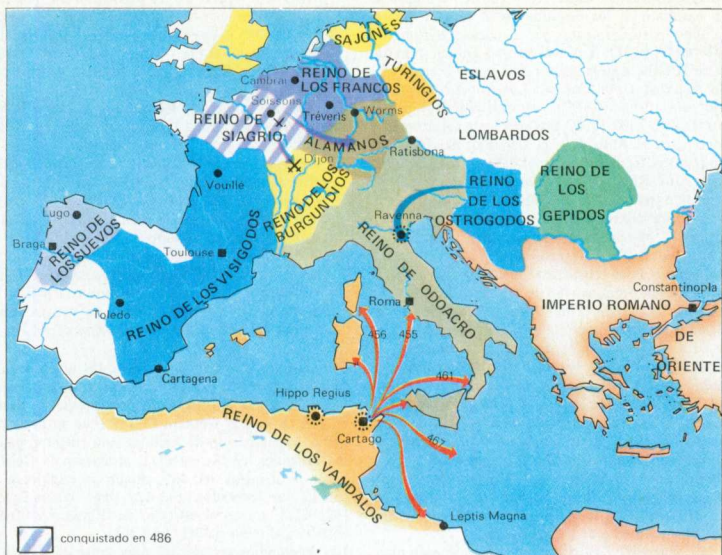 SAJONES
TURINGIOS
ESLAVOS
Cambrai
REINO DE
LOS FRANCOS
Soissons
Tréveris
Worms
REINO DE
SIAGRIO
ALAMANOS
Ratisbona
LOMBARDOS
Dijon
Vouille
REINO DE LOS
BURGUNDIOS
REINO
DE LOS
OSTROGODOS
REINO DE
LOS
GEPIDOS
Ravenna
Lugo
REINO DE
LOS SUEVOS
Braga
Toulouse
REINO DE LOS VISIGODOS
Toledo
Cartagena
REINO DE ODOACRO
Roma
IMPERIO ROMANO
DE
ORIENTE
Constantinopla
456
455
461
467
Hippo Regius
Cartago
REINO DE LOS VANDALOS
Leptis Magna
conquistado en 486